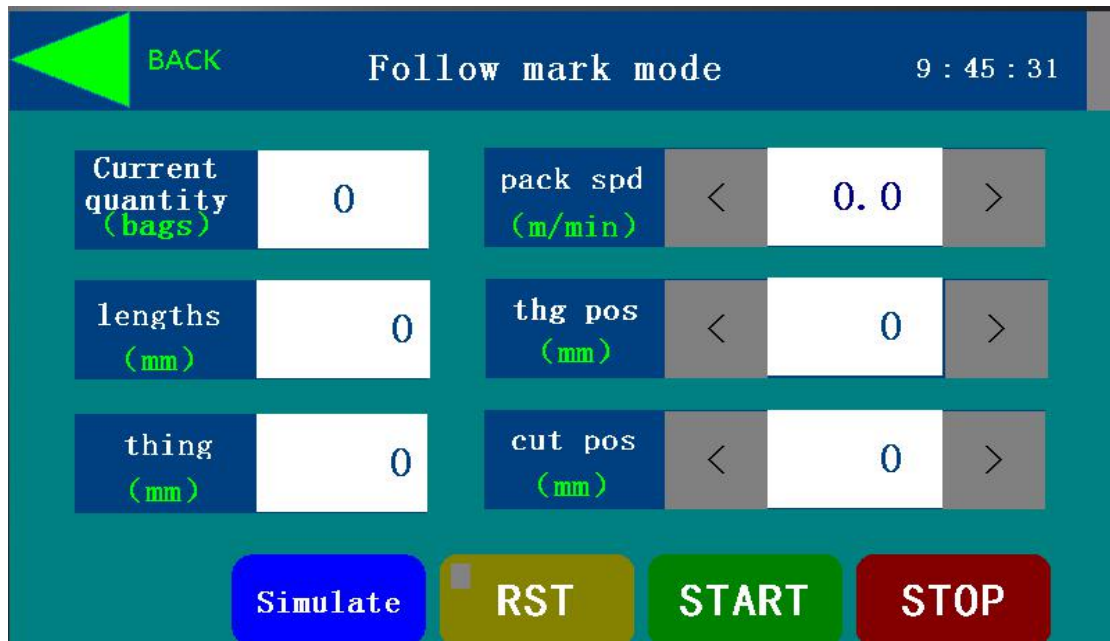 BACK
Follow mark mode
9:45:31
Current
quantity
(bags)
0
pack spd
(m/min)
<
0.0
>
lengths
(mm)
0
thg pos
(mm)
<
0
>
thing
(mm)
0
cut pos
(mm)
<
0
>
Simulate
RST
START
STOP